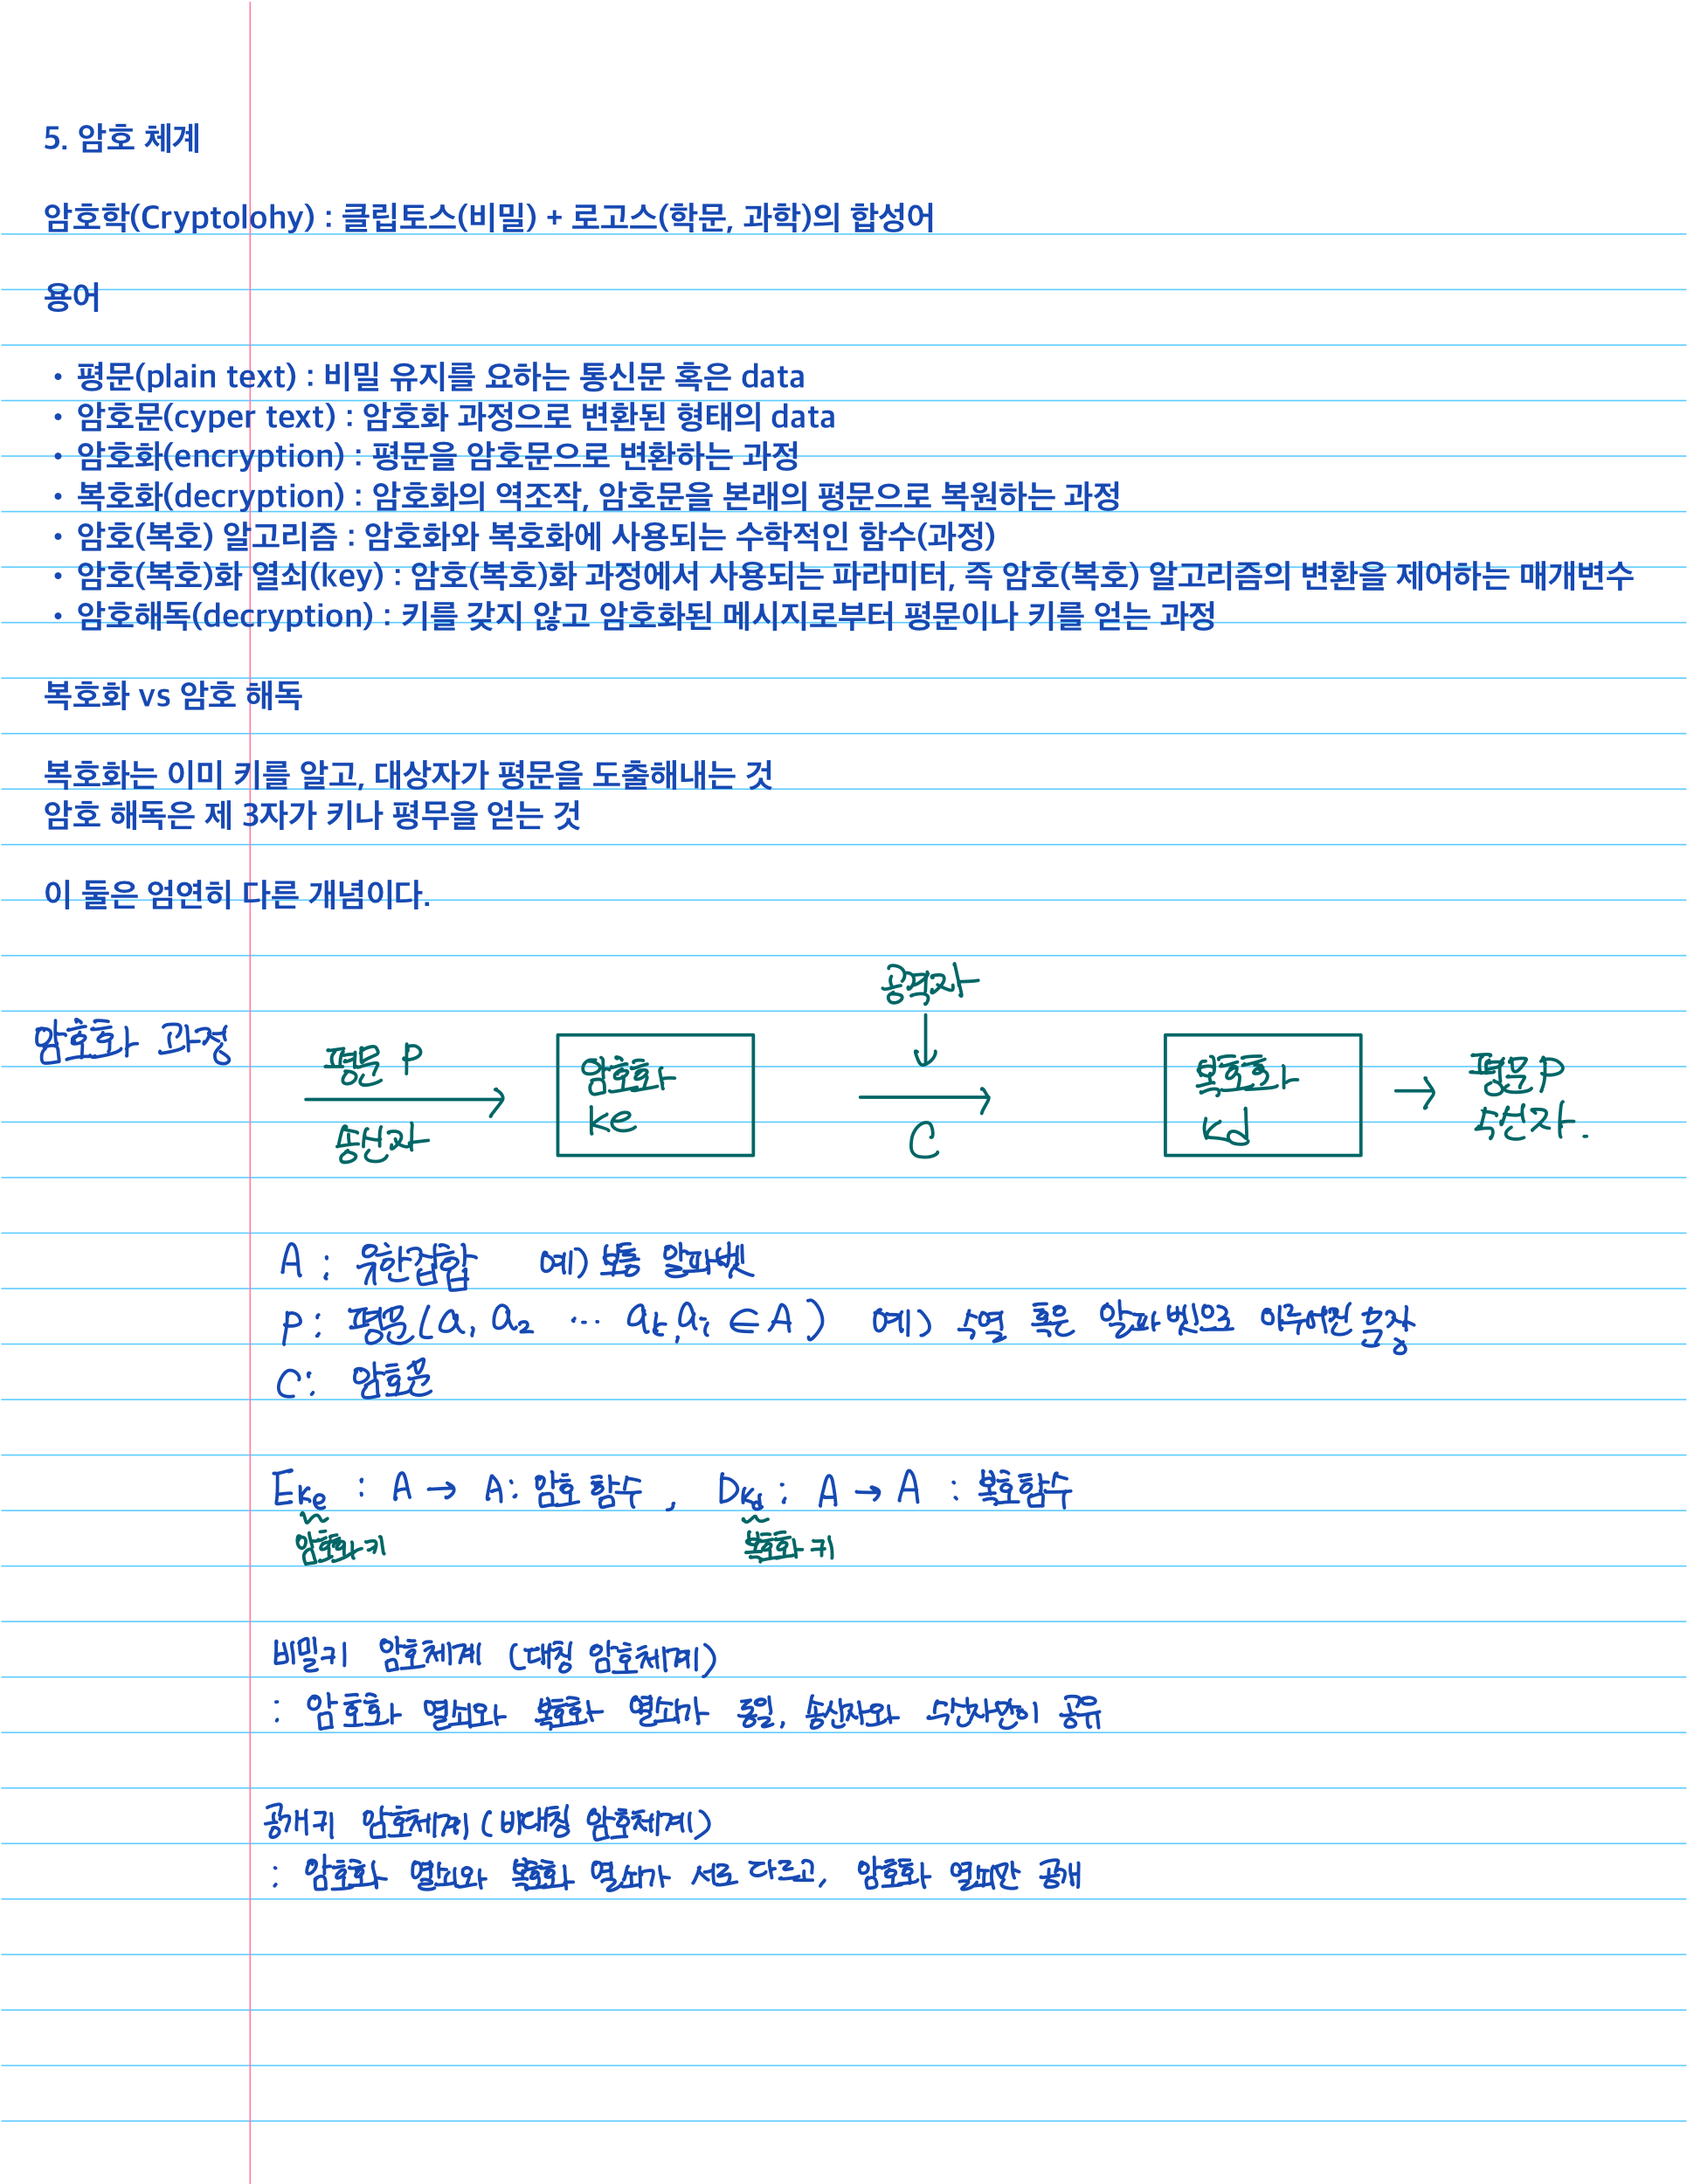 5. 암호 체계
암호학(Cryptolohy) : 클립토스(비밀) + 로고스(학문, 과학)의 합성어
용어
• 평문(plain text) : 비밀 유지를 요하는 통신문 혹은 data
• 암호문(cyper text) : 암호화 과정으로 변환된 형태의 data
• 암호화(encryption) : 평문을 암호문으로 변환하는 과정
• 복호화(decryption) : 암호화의 역조작, 암호문을 본래의 평문으로 복원하는 과정
• 암호(복호) 알고리즘 : 암호화와 복호화에 사용되는 수학적인 함수(과정)
• 암호(복호)화 열쇠(key) : 암호(복호)화 과정에서 사용되는 파라미터, 즉 암호(복호) 알고리즘의 변환을 제어하는 매개변수
• 암호해독(decryption) : 키를 갖지 않고 암호화된 메시지로부터 평문이나 키를 얻는 과정
복호화 vs 암호 해독
복호화는 이미 키를 알고, 대상자가 평문을 도출해내는 것
암호 해독은 제 3자가 키나 평무을 얻는 것
이 둘은 엄연히 다른 개념이다.
암호화 과정
평문 P
송신자
암호화
Ke
공격자
C
복호화
Kd
평문 P
수신자.
A : 유한집합 예) 보통 알파벳
P : 평문(a₁ a₂ ... aₖ, aᵢ ∈ A) 예) 수열 혹은 알파벳으로 이루어진 문장
C : 암호문
E_Ke : A → A : 암호 함수, D_Kd : A → A : 복호함수
암호화 키 복호화 키
비밀키 암호체계 (대칭 암호체계)
: 암호화 열쇠와 복호화 열쇠가 동일, 송신자와 수신자만이 공유
공개키 암호체계 (비대칭 암호체계)
: 암호화 열쇠와 복호화 열쇠가 서로 다르고, 암호화 열쇠만 공개